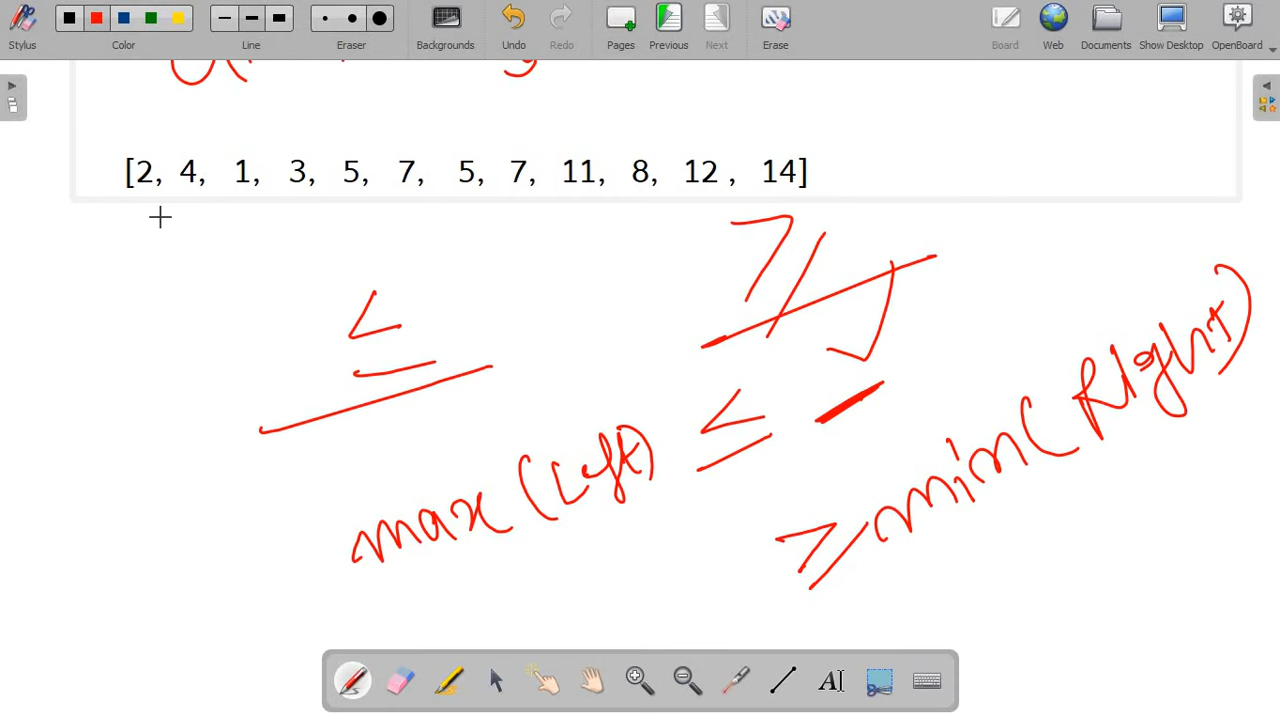 Stylus Color Line Eraser Backgrounds Undo Redo Pages Previous Next Erase Board Web Documents Show Desktop OpenBoard
[2, 4, 1, 3, 5, 7, 5, 7, 11, 8, 12 , 14]
≤ ≥
max(Left) ≤ -
≥ min(Right)